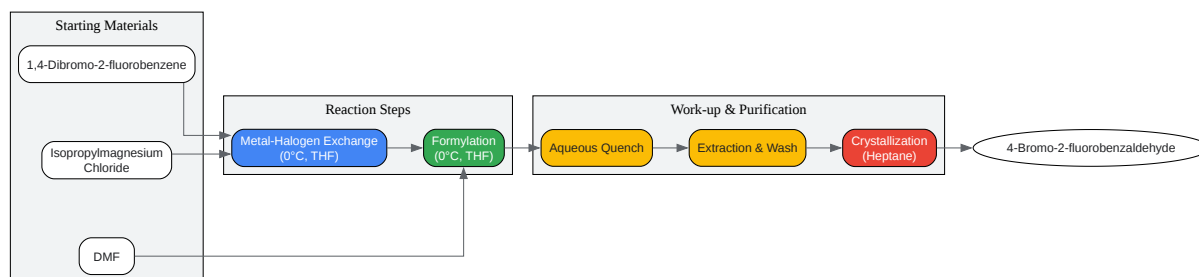 Starting Materials
1,4-Dibromo-2-fluorobenzene
Isopropylmagnesium
Chloride
DMF
Reaction Steps
Metal-Halogen Exchange
(0°C, THF)
Formylation
(0°C, THF)
Work-up & Purification
Aqueous Quench
Extraction & Wash
Crystallization
(Heptane)
4-Bromo-2-fluorobenzaldehyde